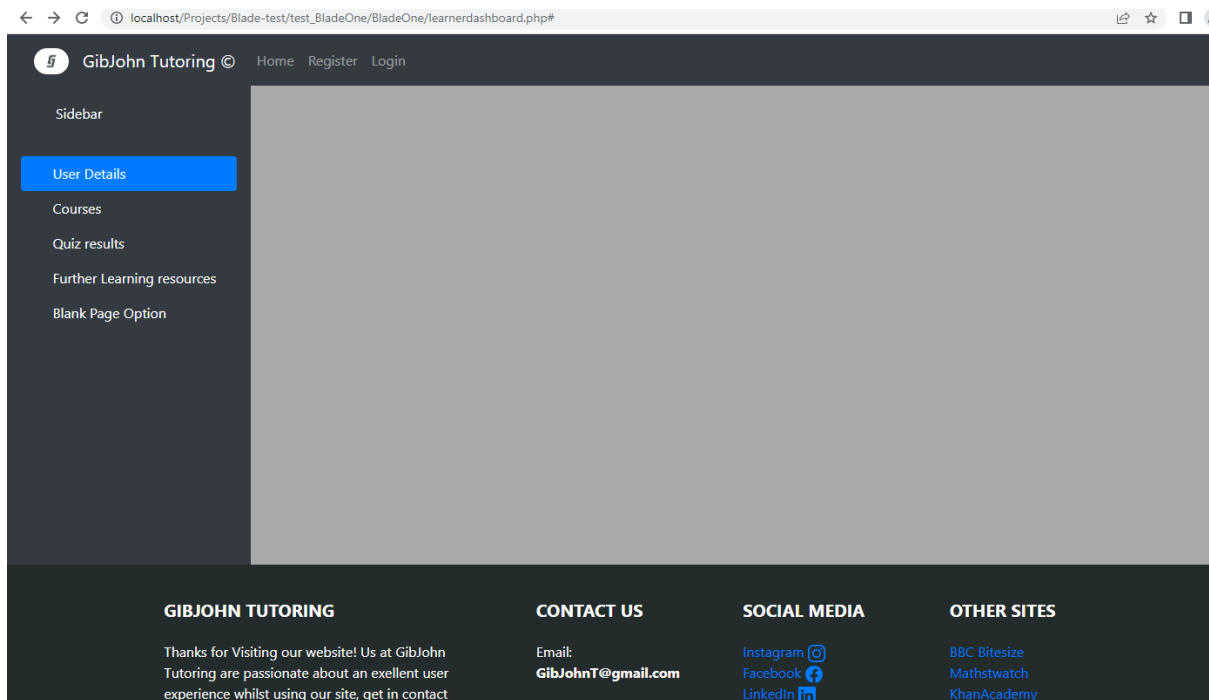 localhost/Projects/Blade-test/test_BladeOne/BladeOne/learnerdashboard.php#
GibJohn Tutoring © Home Register Login
Sidebar
User Details
Courses
Quiz results
Further Learning resources
Blank Page Option
GIBJOHN TUTORING CONTACT US SOCIAL MEDIA OTHER SITES
Thanks for Visiting our website! Us at GibJohn Email: Instagram BBC Bitesize
Tutoring are passionate about an exellent user GibJohnT@gmail.com Facebook Mathstwatch
experience whilst using our site, get in contact LinkedIn KhanAcademy